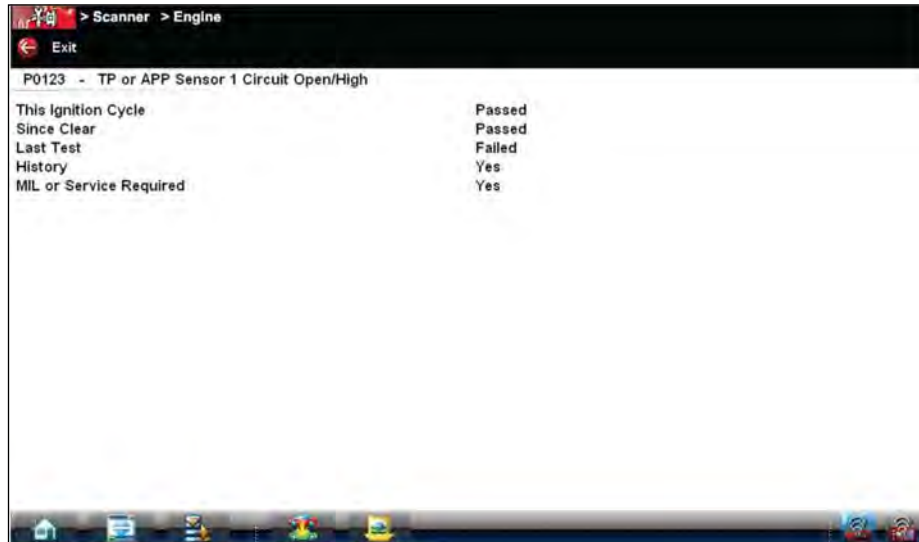 > Scanner > Engine
Exit
P0123 - TP or APP Sensor 1 Circuit Open/High
This Ignition Cycle Passed
Since Clear Passed
Last Test Failed
History Yes
MIL or Service Required Yes